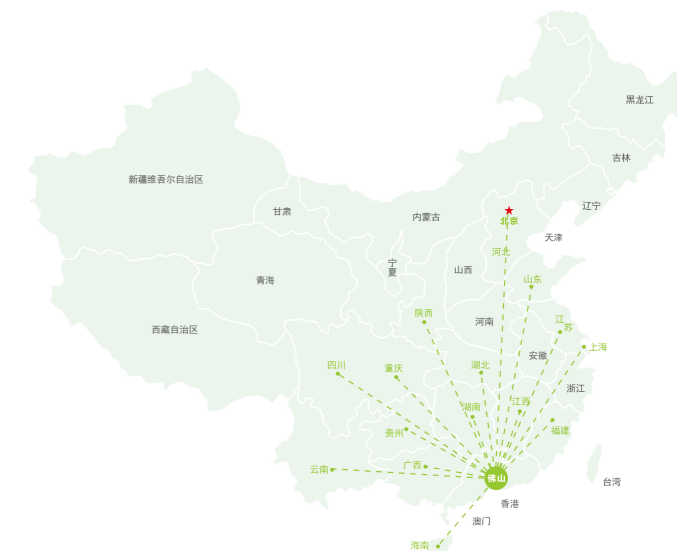 黑龙江
吉林
新疆维吾尔自治区
辽宁
甘肃
内蒙古
北京
天津
河北
宁
夏
山西
青海
山东
陕西
江
苏
河南
西藏自治区
上海
安徽
四川
重庆
湖北
浙江
江西
湖南
贵州
福建
广西
云南
佛山
台湾
香港
澳门
海南